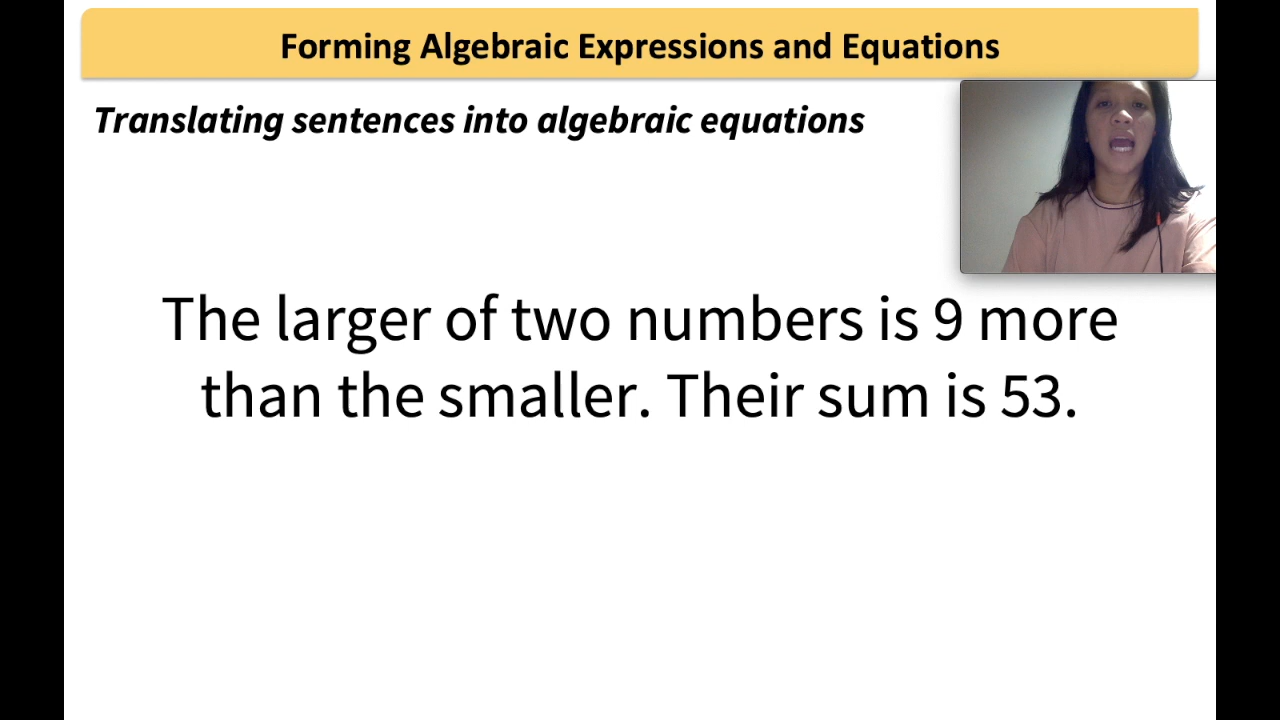 Forming Algebraic Expressions and Equations
Translating sentences into algebraic equations
The larger of two numbers is 9 more
than the smaller. Their sum is 53.